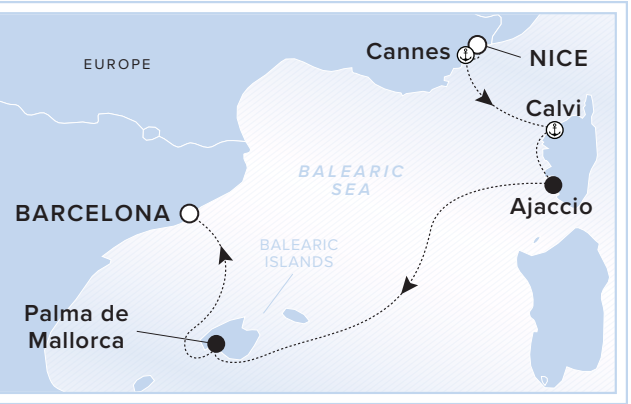 EUROPE
Cannes
NICE
Calvi
BALEARIC
SEA
Ajaccio
BARCELONA
BALEARIC
ISLANDS
Palma de
Mallorca